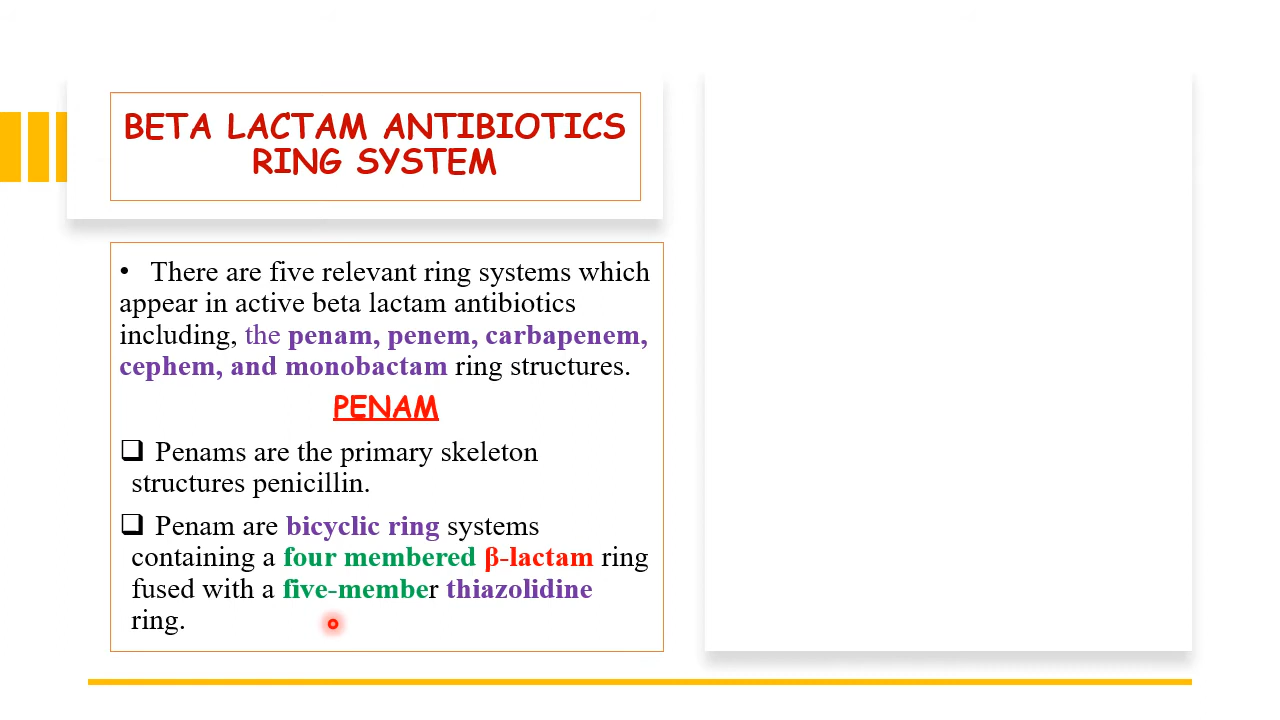 BETA LACTAM ANTIBIOTICS
RING SYSTEM
• There are five relevant ring systems which
appear in active beta lactam antibiotics
including, the penam, penem, carbapenem,
cephem, and monobactam ring structures.
PENAM
❑ Penams are the primary skeleton
structures penicillin.
❑ Penam are bicyclic ring systems
containing a four membered β-lactam ring
fused with a five-member thiazolidine
ring.